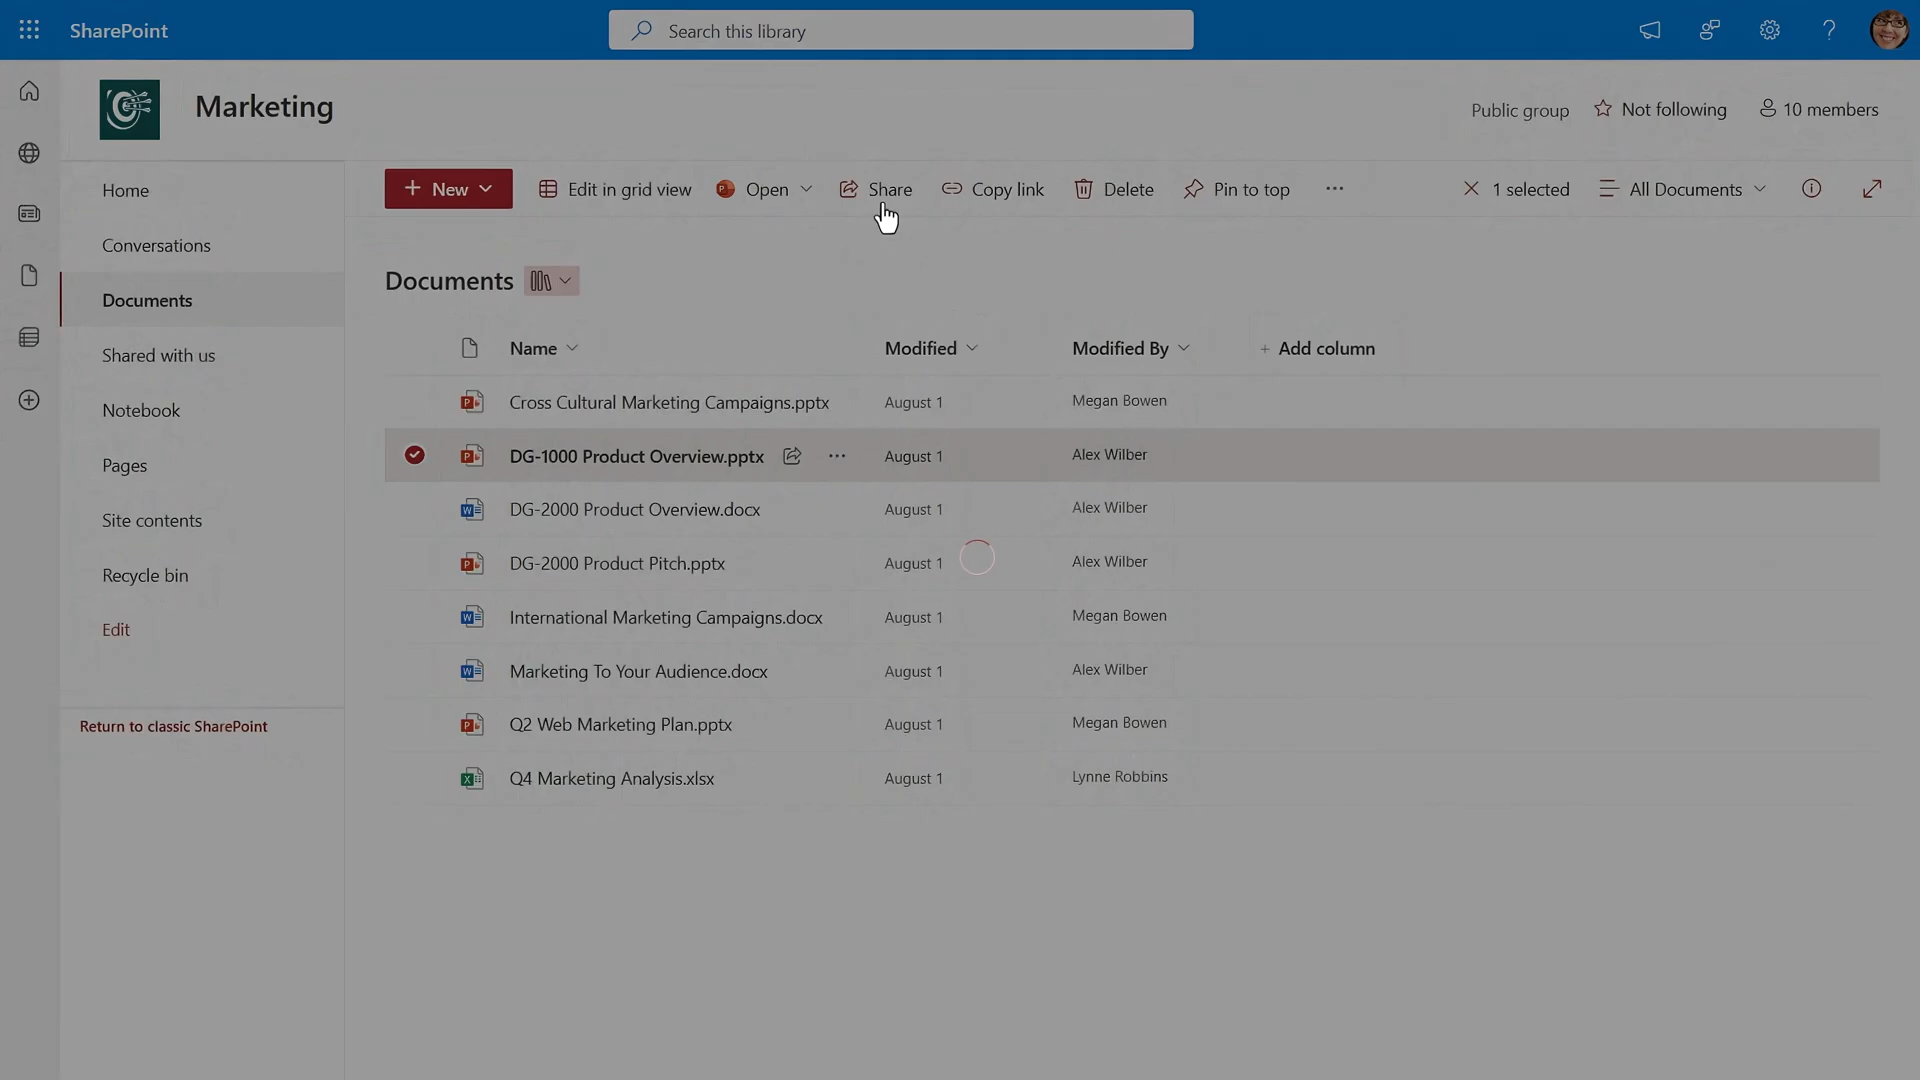 SharePoint
Search this library
Marketing
Public group
Not following
10 members
Home
Conversations
Documents
Shared with us
Notebook
Pages
Site contents
Recycle bin
Edit
Return to classic SharePoint
+ New
Edit in grid view
Open
Share
Copy link
Delete
Pin to top
1 selected
All Documents
Documents
Name Modified Modified By + Add column
Cross Cultural Marketing Campaigns.pptx August 1 Megan Bowen
DG-1000 Product Overview.pptx August 1 Alex Wilber
DG-2000 Product Overview.docx August 1 Alex Wilber
DG-2000 Product Pitch.pptx August 1 Alex Wilber
International Marketing Campaigns.docx August 1 Megan Bowen
Marketing To Your Audience.docx August 1 Alex Wilber
Q2 Web Marketing Plan.pptx August 1 Megan Bowen
Q4 Marketing Analysis.xlsx August 1 Lynne Robbins